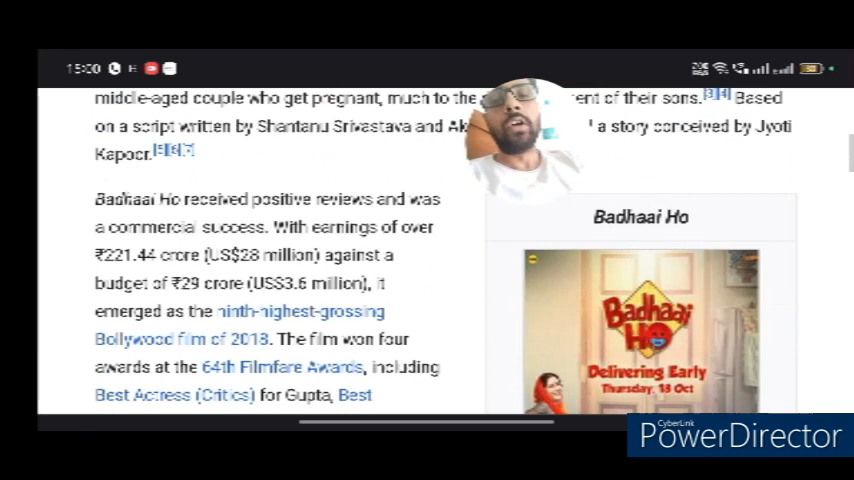 15:00
middle-aged couple who get pregnant, much to the ent of their sons.[3][4] Based
on a script written by Shantanu Srivastava and Ak a story conceived by Jyoti
Kapoor.[5][6][7]
Badhaai Ho received positive reviews and was
a commercial success. With earnings of over
₹221.44 crore (US$28 million) against a
budget of ₹29 crore (US$3.6 million), it
emerged as the ninth-highest-grossing
Bollywood film of 2018. The film won four
awards at the 64th Filmfare Awards, including
Best Actress (Critics) for Gupta, Best
Badhaai Ho
Badhaai
Ho
Delivering Early
Thursday, 18 Oct
CyberLink
PowerDirector